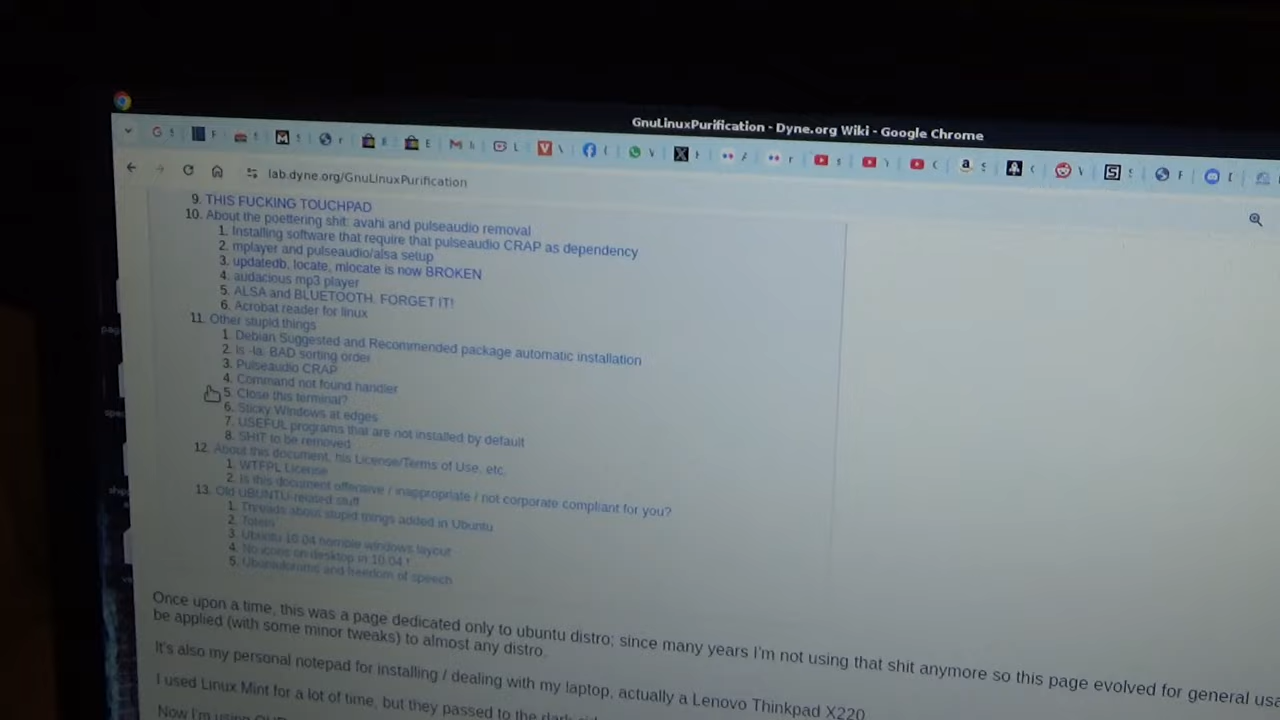 GnuLinuxPurification - Dyne.org Wiki - Google Chrome
lab.dyne.org/GnuLinuxPurification
9. THIS FUCKING TOUCHPAD
10. About the poettering shit: avahi and pulseaudio removal
1. Installing software that require that pulseaudio CRAP as dependency
2. mplayer and pulseaudio/alsa setup
3. updatedb, locate, mlocate is now BROKEN
4. audacious mp3 player
5. ALSA and BLUETOOTH. FORGET IT!
6. Acrobat reader for linux
11. Other stupid things
1. Debian Suggested and Recommended package automatic installation
2. ls -la: BAD sorting order
3. Pulseaudio CRAP
4. Command not found handler
5. Close this terminal?
6. Sticky Windows at edges
7. USEFUL programs that are not installed by default
8. SHIT to be removed
12. About this document, his License/Terms of Use, etc.
1. WTFPL License
2. Is this document offensive / inappropriate / not corporate compliant for you?
13. Old UBUNTU-reused stuff
1. Threads about stupid things added in Ubuntu
2. Toters
3. Ubuntu 10.04 horrible windows layout
4. No icons on desktop in 10.04 !
5. Ubuntuforums and freedom of speech
Once upon a time, this was a page dedicated only to ubuntu distro; since many years I'm not using that shit anymore so this page evolved for general
be applied (with some minor tweaks) to almost any distro.
It's also my personal notepad for installing / dealing with my laptop, actually a Lenovo Thinkpad X220
I used Linux Mint for a lot of time, but they passed to the dark
Now I'm using